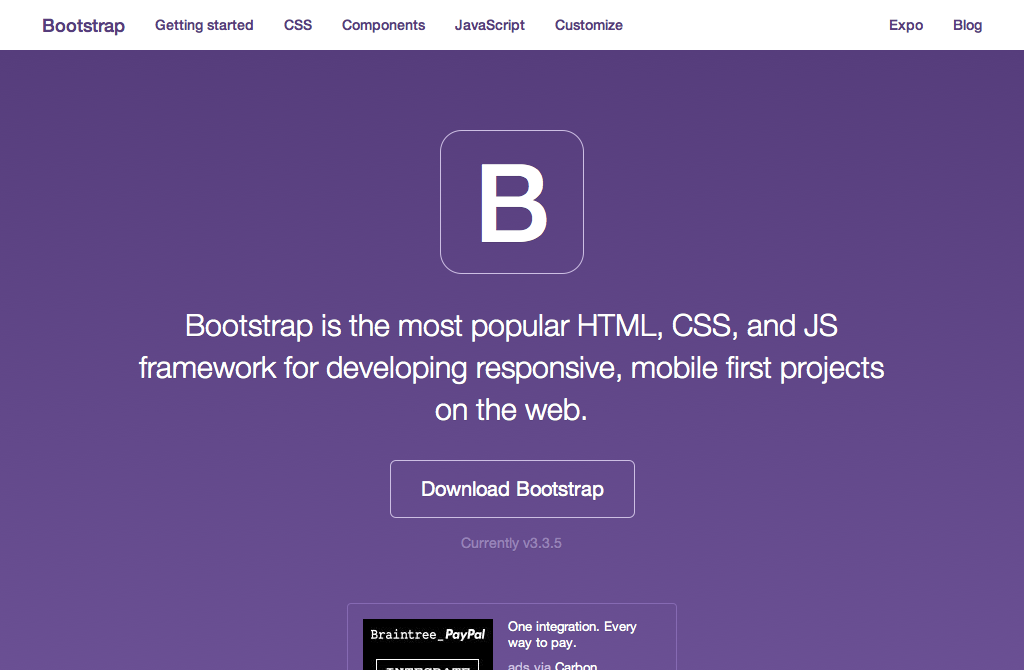 Bootstrap Getting started CSS Components JavaScript Customize Expo Blog
B
Bootstrap is the most popular HTML, CSS, and JS
framework for developing responsive, mobile first projects
on the web.
Download Bootstrap
Currently v3.3.5
Braintree_PayPal
INTEGRATE
One integration. Every
way to pay.
ads via Carbon